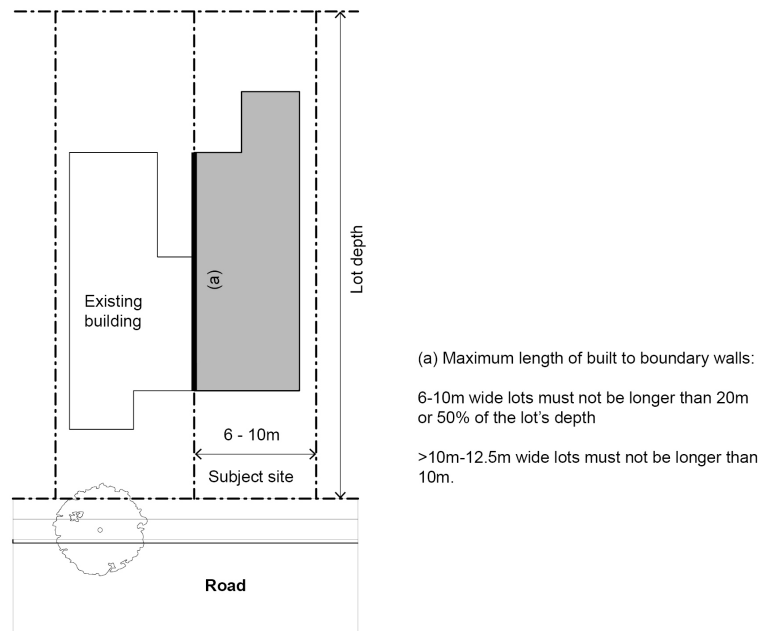 Lot depth
(a)
Existing
building
6 - 10m
Subject site
Road
(a) Maximum length of built to boundary walls:
6-10m wide lots must not be longer than 20m
or 50% of the lot's depth
>10m-12.5m wide lots must not be longer than
10m.